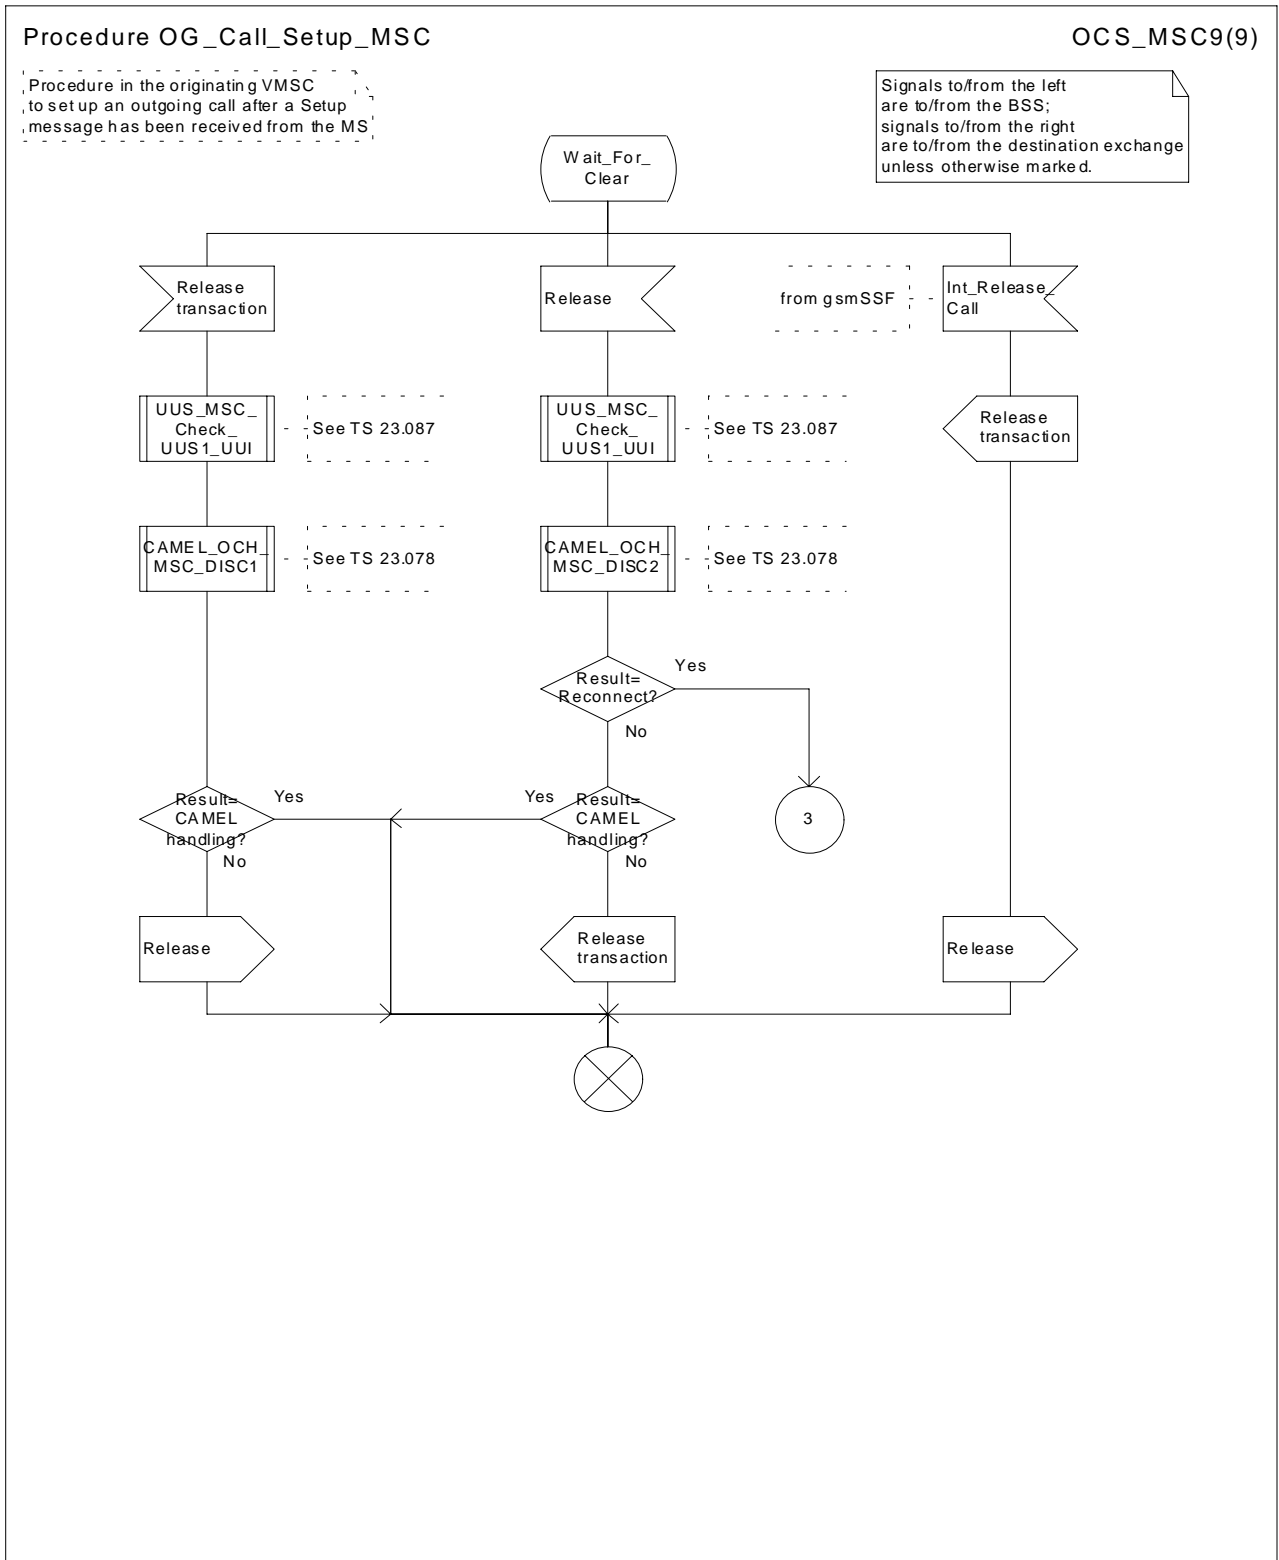 Procedure OG_Call_Setup_MSC
OCS_MSC9(9)
Procedure in the originating VMSC
to set up an outgoing call after a Setup
message has been received from the MS
Signals to/from the left
are to/from the BSS;
signals to/from the right
are to/from the destination exchange
unless otherwise marked.
Wait_For_
Clear
Release
transaction
Release
from gsmSSF
Int_Release_
Call
UUS_MSC_
Check_
UUS1_UUI
See TS 23.087
UUS_MSC_
Check_
UUS1_UUI
See TS 23.087
Release
transaction
CAMEL_OCH_
MSC_DISC1
See TS 23.078
CAMEL_OCH_
MSC_DISC2
See TS 23.078
Result=
Reconnect?
Yes
No
Result=
CAMEL
handling?
Yes
No
Yes
Result=
CAMEL
handling?
No
3
Release
Release
transaction
Release